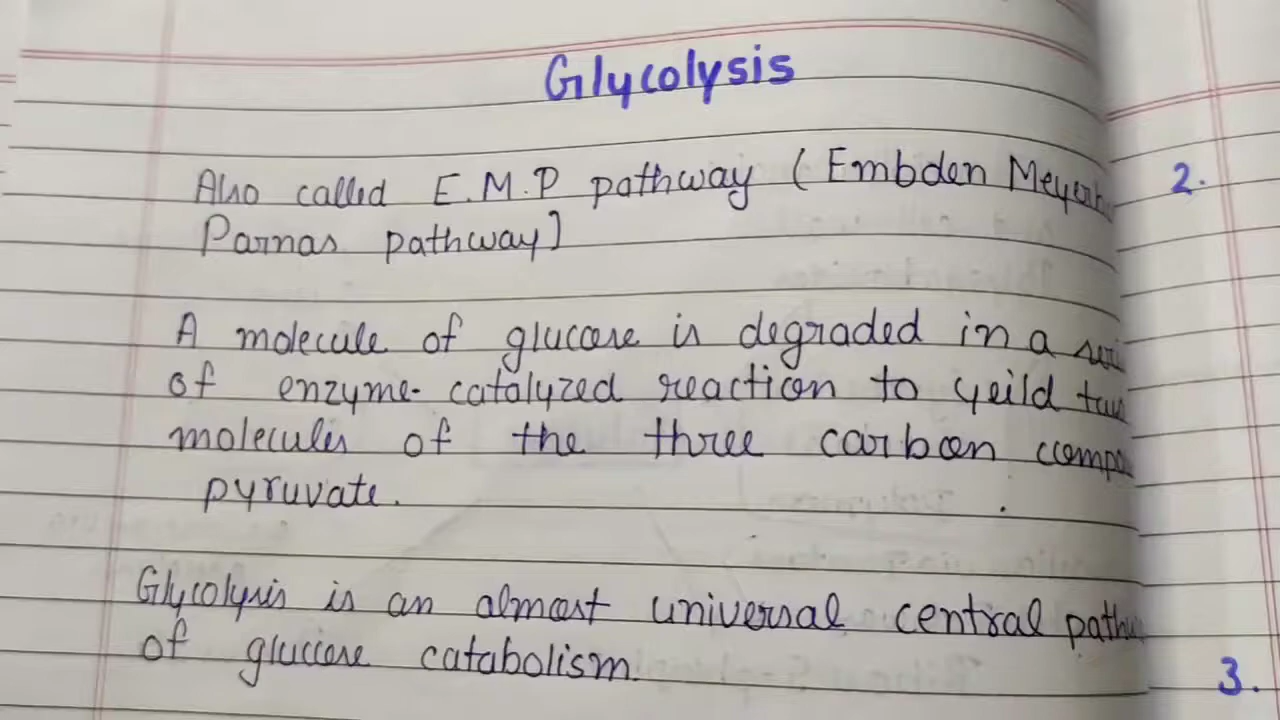 Glycolysis
Also called E.M.P pathway ( Embden
2.
Parnas pathway]
A molecule of glucose is degraded in a
of enzyme-catalyzed reaction to yeild
molecules of the three carbon
pyruvate.
Glycolysis is an almost universal central
of glucose catabolism.
3.